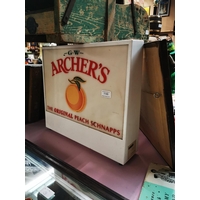 G·W·
ARCHER'S
THE ORIGINAL PEACH SCHNAPPS